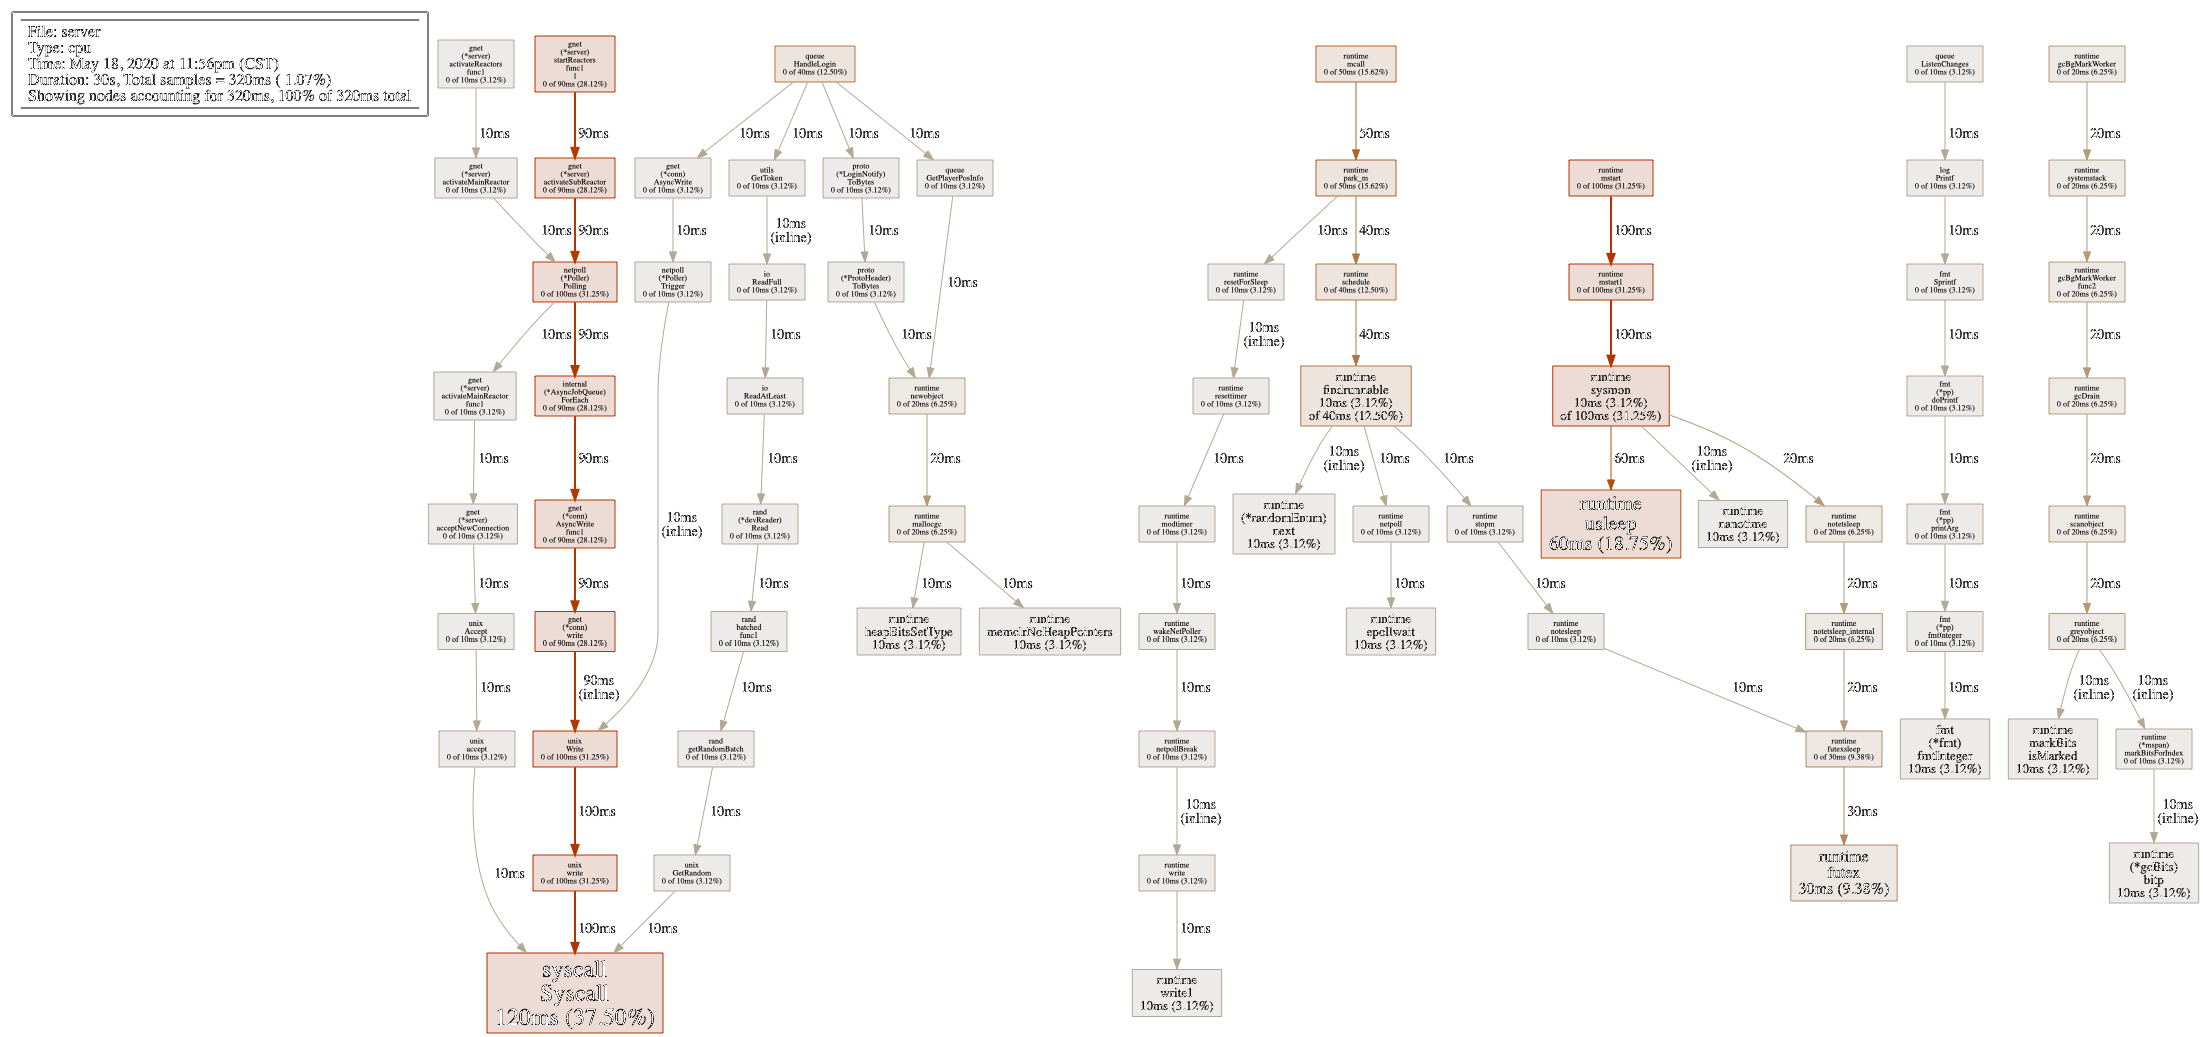 File: server
Type: cpu
Time: May 18, 2020 at 11:56pm (CST)
Duration: 30s, Total samples = 320ms ( 1.07%)
Showing nodes accounting for 320ms, 100% of 320ms total
gnet
(*server)
activateReactors
func1
0 of 10ms (3.12%)
gnet
(*server)
startReactors
func1
1
0 of 90ms (28.12%)
queue
HandleLogin
0 of 40ms (12.50%)
runtime
mcall
0 of 50ms (15.62%)
queue
ListenChanges
0 of 10ms (3.12%)
runtime
gcBgMarkWorker
0 of 20ms (6.25%)
10ms
90ms
10ms
10ms
10ms
10ms
50ms
10ms
20ms
gnet
(*server)
activateMainReactor
0 of 10ms (3.12%)
gnet
(*server)
activateSubReactor
0 of 90ms (28.12%)
gnet
(*conn)
AsyncWrite
0 of 10ms (3.12%)
utils
GetToken
0 of 10ms (3.12%)
proto
(*LoginNotify)
ToBytes
0 of 10ms (3.12%)
queue
GetPlayerPosInfo
0 of 10ms (3.12%)
runtime
park_m
0 of 50ms (15.62%)
runtime
mstart
0 of 100ms (31.25%)
log
Printf
0 of 10ms (3.12%)
runtime
systemstack
0 of 20ms (6.25%)
10ms
90ms
10ms
10ms
(inline)
10ms
10ms
40ms
100ms
10ms
20ms
netpoll
(*Poller)
Polling
0 of 100ms (31.25%)
netpoll
(*Poller)
Trigger
0 of 10ms (3.12%)
io
ReadFull
0 of 10ms (3.12%)
proto
(*ProtoHeader)
ToBytes
0 of 10ms (3.12%)
10ms
runtime
resetForSleep
0 of 10ms (3.12%)
runtime
schedule
0 of 40ms (12.50%)
runtime
mstart1
0 of 100ms (31.25%)
fmt
Sprintf
0 of 10ms (3.12%)
runtime
gcBgMarkWorker
func2
0 of 20ms (6.25%)
10ms
90ms
10ms
10ms
10ms
(inline)
40ms
100ms
10ms
20ms
gnet
(*server)
activateMainReactor
func1
0 of 10ms (3.12%)
internal
(*AsyncJobQueue)
ForEach
0 of 90ms (28.12%)
io
ReadAtLeast
0 of 10ms (3.12%)
runtime
newobject
0 of 20ms (6.25%)
runtime
resettimer
0 of 10ms (3.12%)
runtime
findrunnable
10ms (3.12%)
of 40ms (12.50%)
runtime
sysmon
10ms (3.12%)
of 100ms (31.25%)
fmt
(*pp)
doPrintf
0 of 10ms (3.12%)
runtime
gcDrain
0 of 20ms (6.25%)
10ms
90ms
10ms
20ms
10ms
10ms
(inline)
10ms
10ms
60ms
10ms
(inline)
20ms
10ms
20ms
gnet
(*server)
acceptNewConnection
0 of 10ms (3.12%)
gnet
(*conn)
AsyncWrite
func1
0 of 90ms (28.12%)
10ms
(inline)
rand
(*devReader)
Read
0 of 10ms (3.12%)
runtime
mallocgc
0 of 20ms (6.25%)
runtime
modtimer
0 of 10ms (3.12%)
runtime
(*randomEnum)
next
10ms (3.12%)
runtime
netpoll
0 of 10ms (3.12%)
runtime
stopm
0 of 10ms (3.12%)
runtime
usleep
60ms (18.75%)
runtime
nanotime
10ms (3.12%)
runtime
notetsleep
0 of 20ms (6.25%)
fmt
(*pp)
printArg
0 of 10ms (3.12%)
runtime
scanobject
0 of 20ms (6.25%)
10ms
90ms
10ms
10ms
10ms
10ms
10ms
10ms
20ms
10ms
20ms
unix
Accept
0 of 10ms (3.12%)
gnet
(*conn)
write
0 of 90ms (28.12%)
rand
batched
func1
0 of 10ms (3.12%)
runtime
heapBitsSetType
10ms (3.12%)
runtime
memclrNoHeapPointers
10ms (3.12%)
runtime
wakeNetPoller
0 of 10ms (3.12%)
runtime
epollwait
10ms (3.12%)
runtime
notesleep
0 of 10ms (3.12%)
runtime
notetsleep_internal
0 of 20ms (6.25%)
fmt
(*pp)
fmtInteger
0 of 10ms (3.12%)
runtime
greyobject
0 of 20ms (6.25%)
10ms
90ms
(inline)
10ms
10ms
10ms
20ms
10ms
10ms
(inline)
10ms
(inline)
unix
accept
0 of 10ms (3.12%)
unix
Write
0 of 100ms (31.25%)
rand
getRandomBatch
0 of 10ms (3.12%)
runtime
netpollBreak
0 of 10ms (3.12%)
runtime
futexsleep
0 of 30ms (9.38%)
fmt
(*fmt)
fmtInteger
10ms (3.12%)
runtime
markBits
isMarked
10ms (3.12%)
runtime
(*mspan)
markBitsForIndex
0 of 10ms (3.12%)
100ms
10ms
10ms
(inline)
30ms
10ms
(inline)
10ms
unix
write
0 of 100ms (31.25%)
unix
GetRandom
0 of 10ms (3.12%)
runtime
write
0 of 10ms (3.12%)
runtime
futex
30ms (9.38%)
runtime
(*gcBits)
bitp
10ms (3.12%)
100ms
10ms
10ms
syscall
Syscall
120ms (37.50%)
runtime
write1
10ms (3.12%)